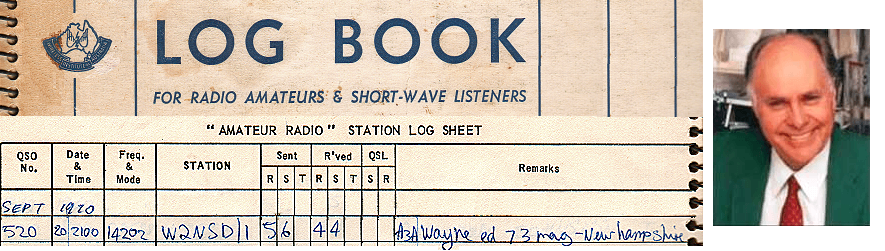 LOG BOOK
FOR RADIO AMATEURS & SHORT-WAVE LISTENERS
"AMATEUR RADIO" STATION LOG SHEET
QSO No. Date & Time Freq. & Mode STATION Sent R'ved QSL Remarks
R S T R S T S R
SEPT 1970
520 20 2100 14202 W2NSD/1 5 6 4 4 A3A Wayne ed 73 mag - New hampshire